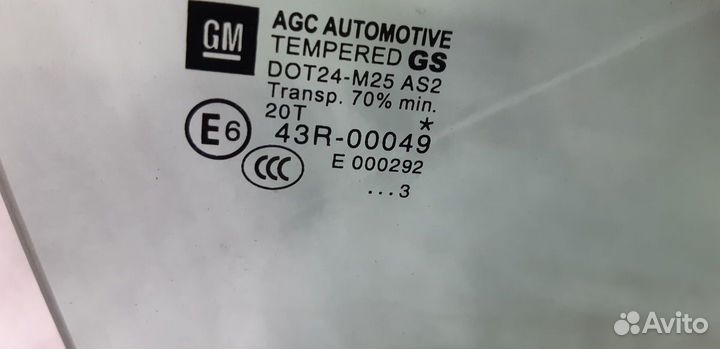 GM
AGC AUTOMOTIVE
TEMPERED GS
DOT24-M25 AS2
Transp. 70% min.
20T *
E6 43R-00049
CCC E 000292
...3
Avito